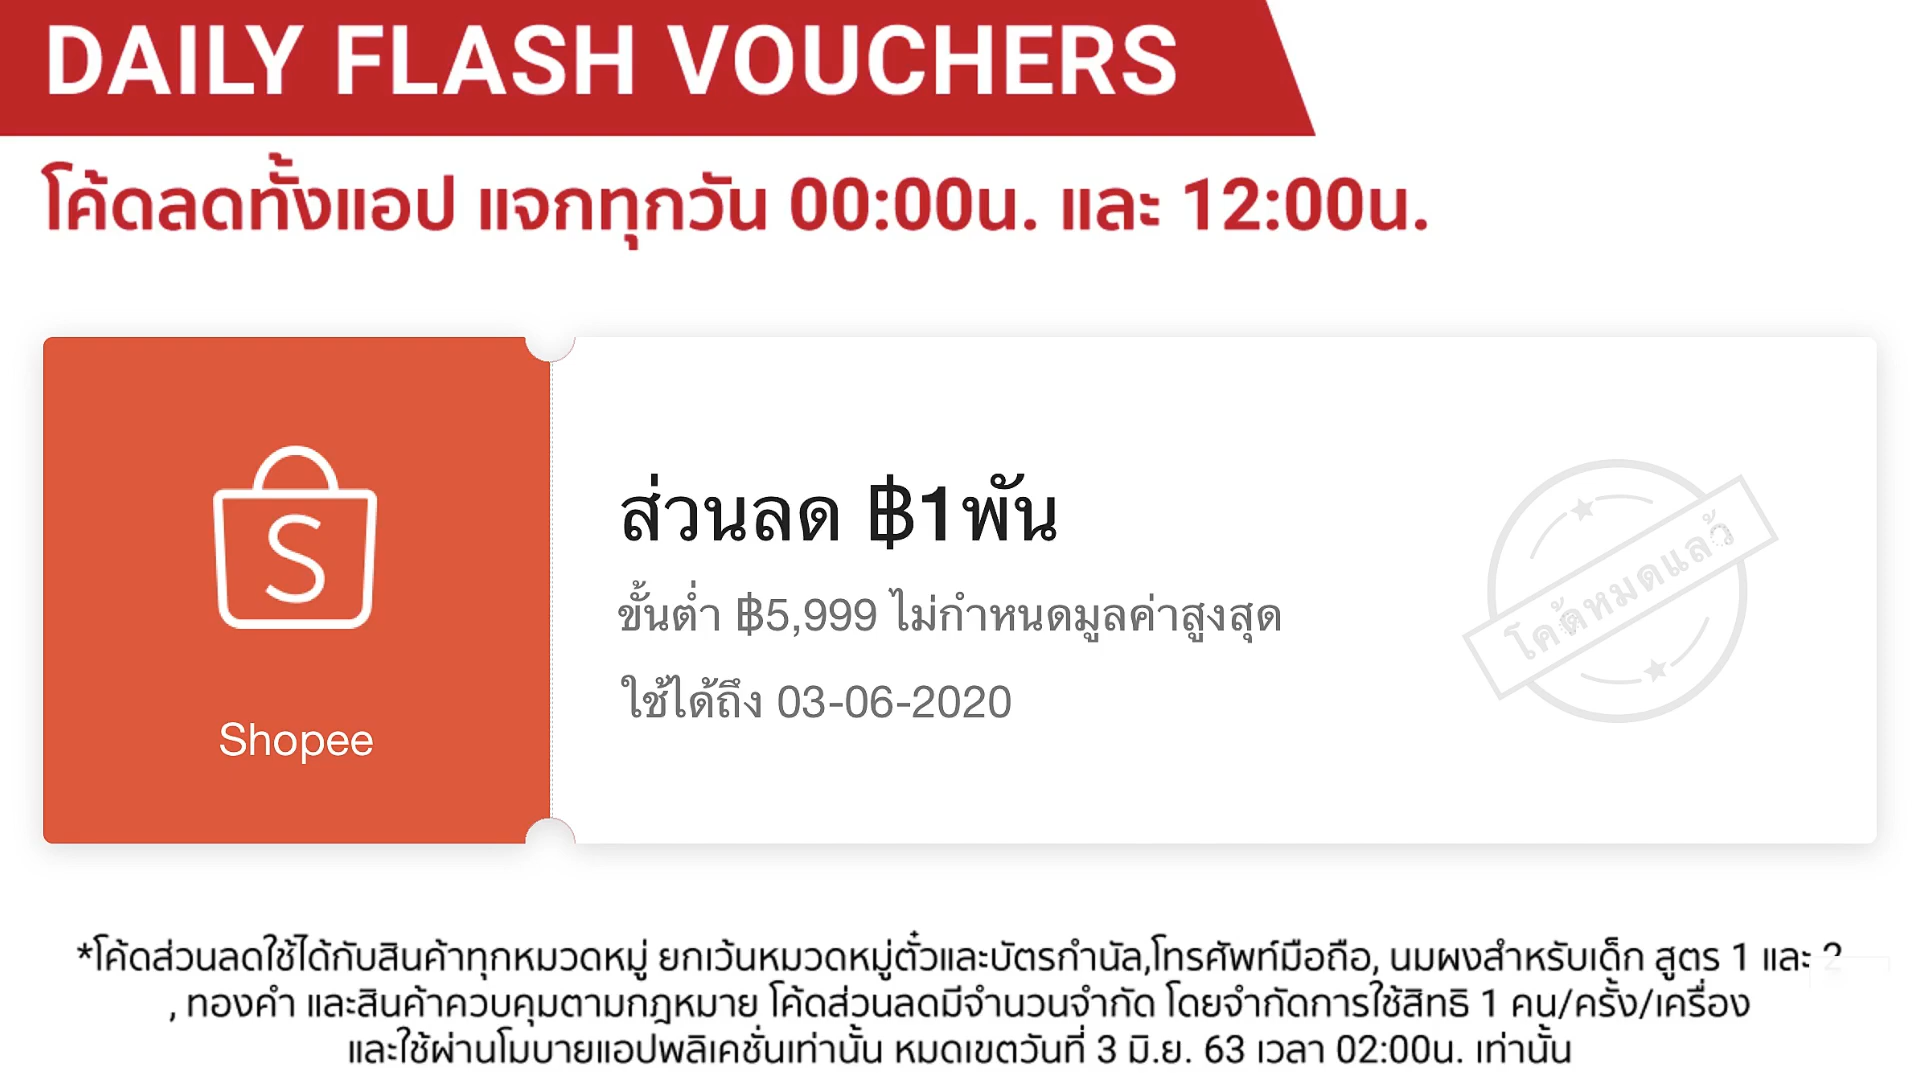 DAILY FLASH VOUCHERS
โค้ดลดทั้งแอป แจกทุกวัน 00:00น. และ 12:00น.
S
Shopee
ส่วนลด ฿1พัน
ขั้นต่ำ ฿5,999 ไม่กำหนดมูลค่าสูงสุด
ใช้ได้ถึง 03-06-2020
โค้ดหมดแล้ว
*โค้ดส่วนลดใช้ได้กับสินค้าทุกหมวดหมู่ ยกเว้นหมวดหมู่ตั๋วและบัตรกำนัล,โทรศัพท์มือถือ, นมผงสำหรับเด็ก สูตร 1 และ 2
, ทองคำ และสินค้าควบคุมตามกฎหมาย โค้ดส่วนลดมีจำนวนจำกัด โดยจำกัดการใช้สิทธิ 1 คน/ครั้ง/เครื่อง
และใช้ผ่านโมบายแอปพลิเคชั่นเท่านั้น หมดเขตวันที่ 3 มิ.ย. 63 เวลา 02:00น. เท่านั้น